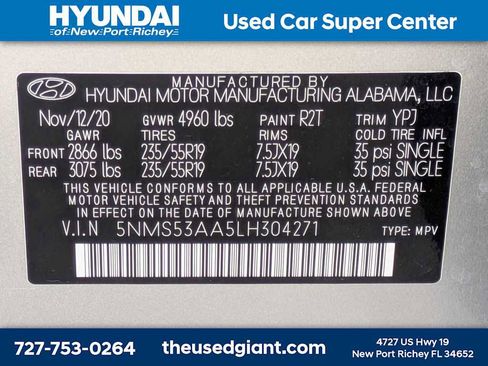 HYUNDAI
of New Port Richey
Used Car Super Center
MANUFACTURED BY
HYUNDAI MOTOR MANUFACTURING ALABAMA, LLC
Nov/12/20 GVWR 4960 lbs PAINT R2T TRIM YPJ
GAWR TIRES RIMS COLD TIRE INFL
FRONT 2866 lbs 235/55R19 7.5JX19 35 psi SINGLE
REAR 3075 lbs 235/55R19 7.5JX19 35 psi SINGLE
THIS VEHICLE CONFORMS TO ALL APPLICABLE U.S.
FEDERAL MOTOR VEHICLE SAFETY STANDARDS IN
EFFECT ON THE DATE OF MANUFACTURE SHOWN ABOVE.
V.I.N 5NMS53AA5LH304271 TYPE: MPV
727-753-0264
theusedgiant.com
4727 US Hwy 19
New Port Richey FL 34652